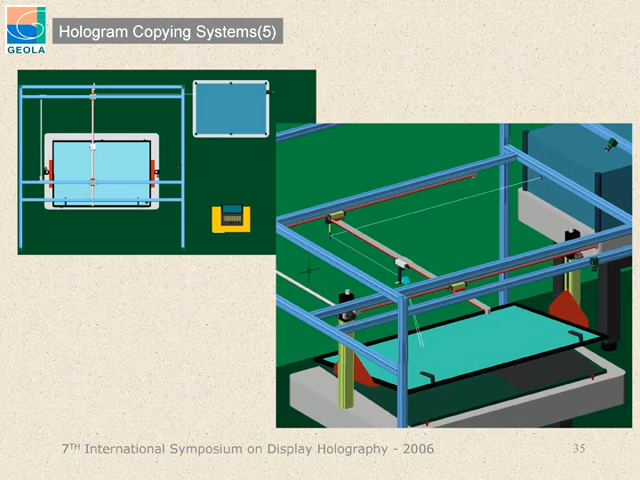 GEOLA
Hologram Copying Systems(5)
7TH International Symposium on Display Holography - 2006
35